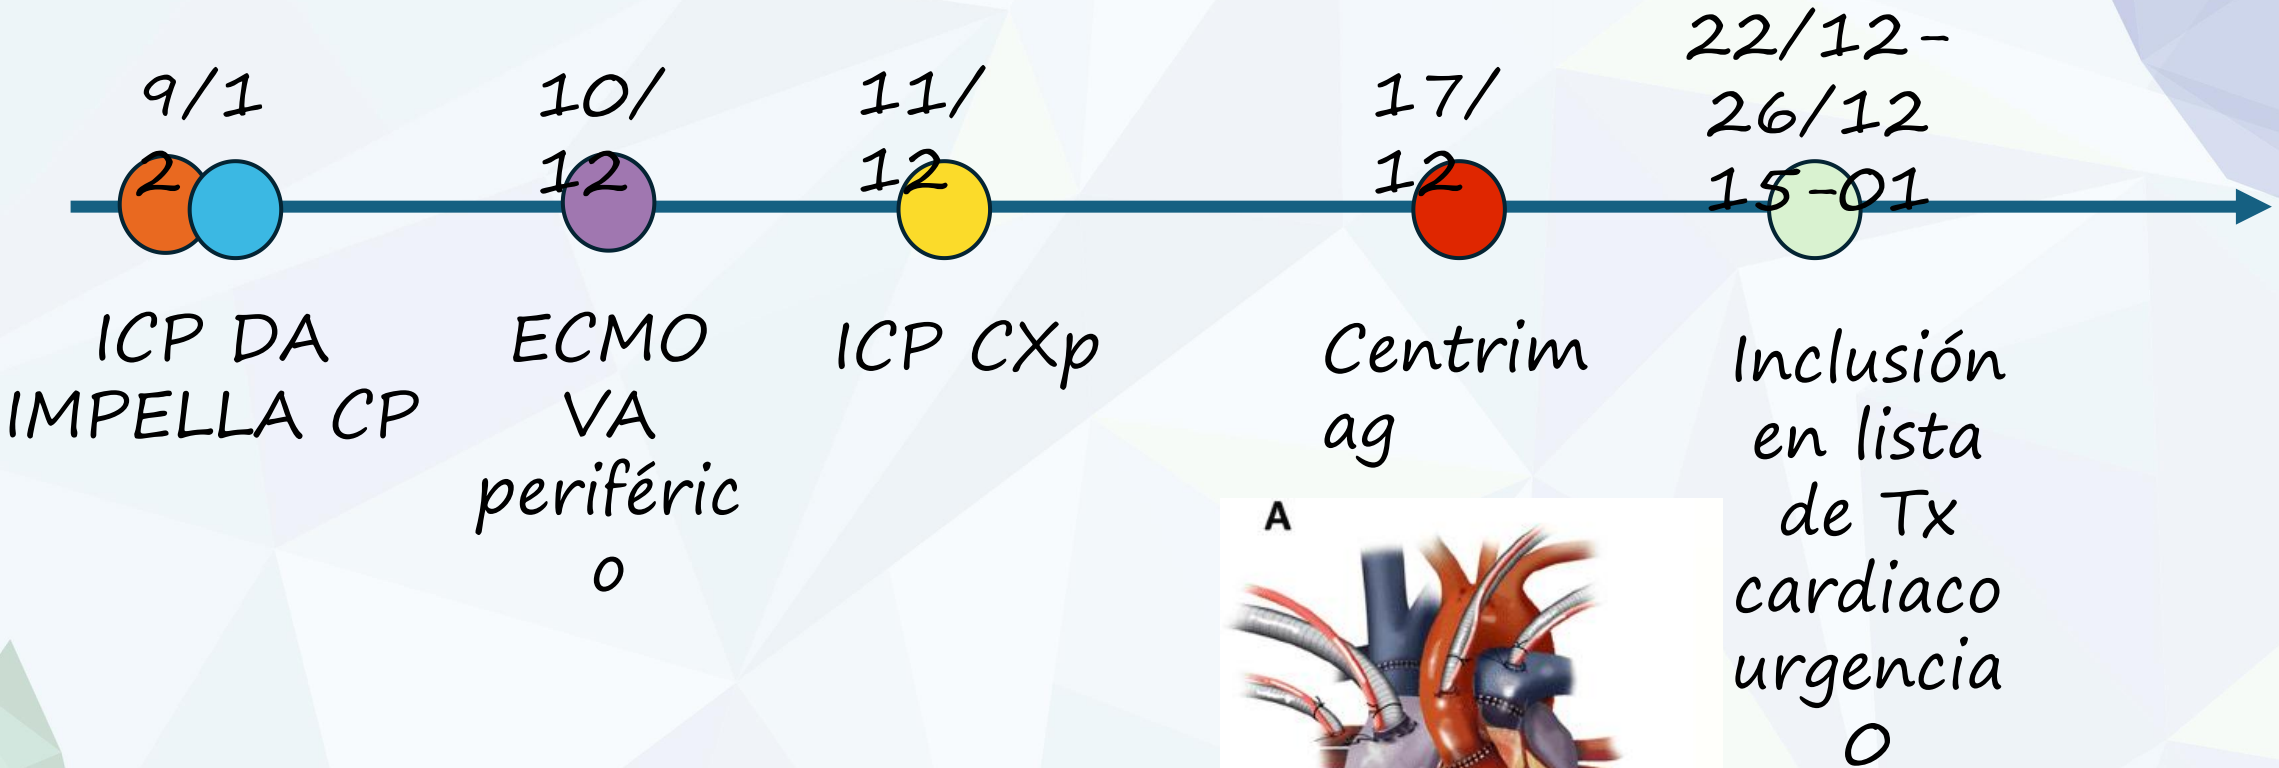 9/1
2
10/
12
11/
12
17/
12
22/12-
26/12
15-01
ICP DA
IMPELLA CP
ECMO
VA
periféric
o
ICP CXp
Centrim
ag
Inclusión
en lista
de Tx
cardiaco
urgencia
0
A